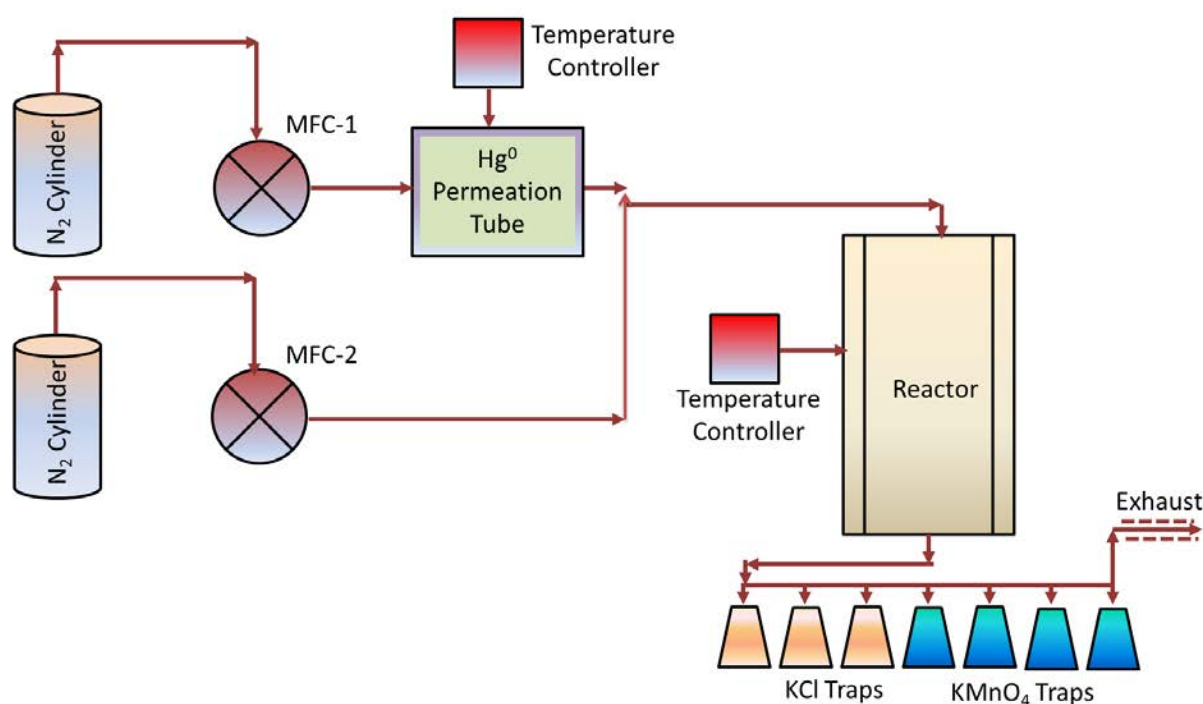 Temperature
Controller
N₂ Cylinder
MFC-1
Hg⁰
Permeation
Tube
N₂ Cylinder
MFC-2
Temperature
Controller
Reactor
Exhaust
KCl Traps
KMnO₄ Traps